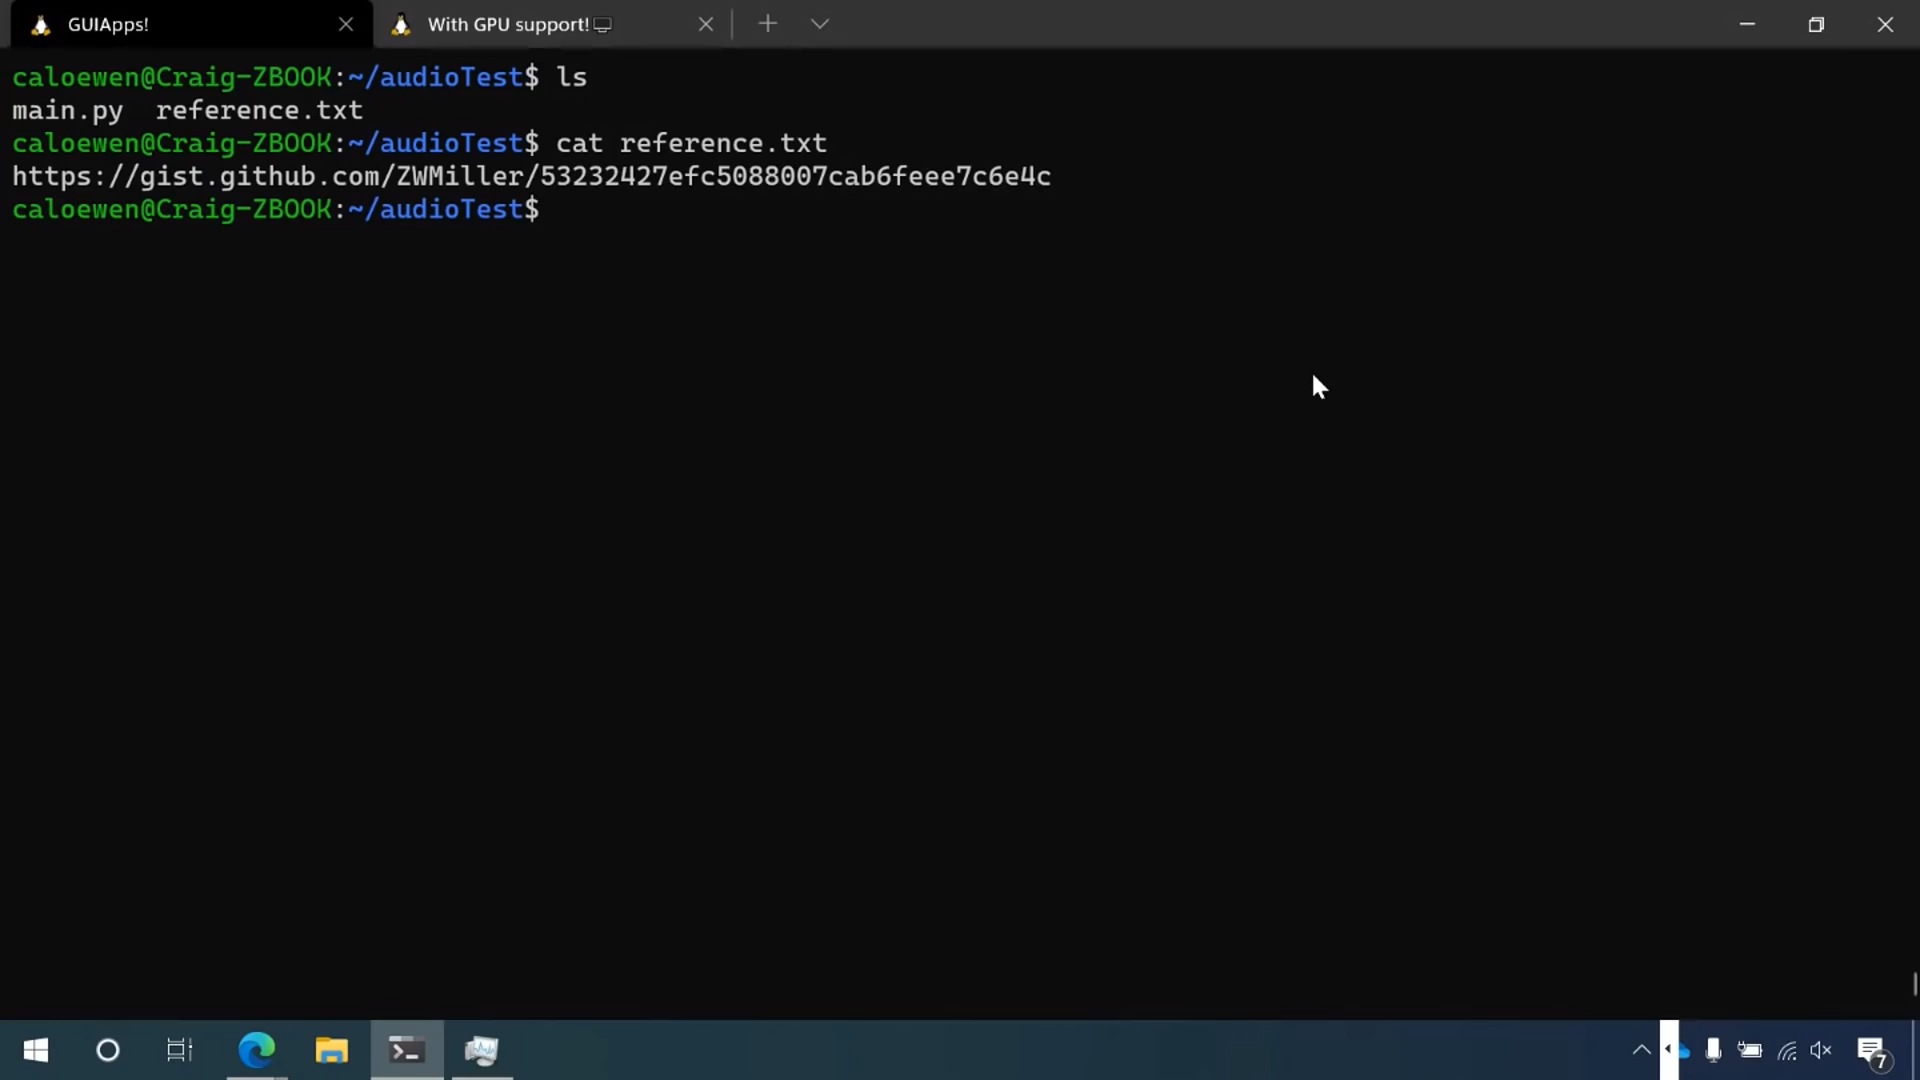 GUIApps!
With GPU support!
caloewen@Craig-ZBOOK:~/audioTest$ ls
main.py  reference.txt
caloewen@Craig-ZBOOK:~/audioTest$ cat reference.txt
https://gist.github.com/ZWMiller/53232427efc5088007cab6feee7c6e4c
caloewen@Craig-ZBOOK:~/audioTest$
7